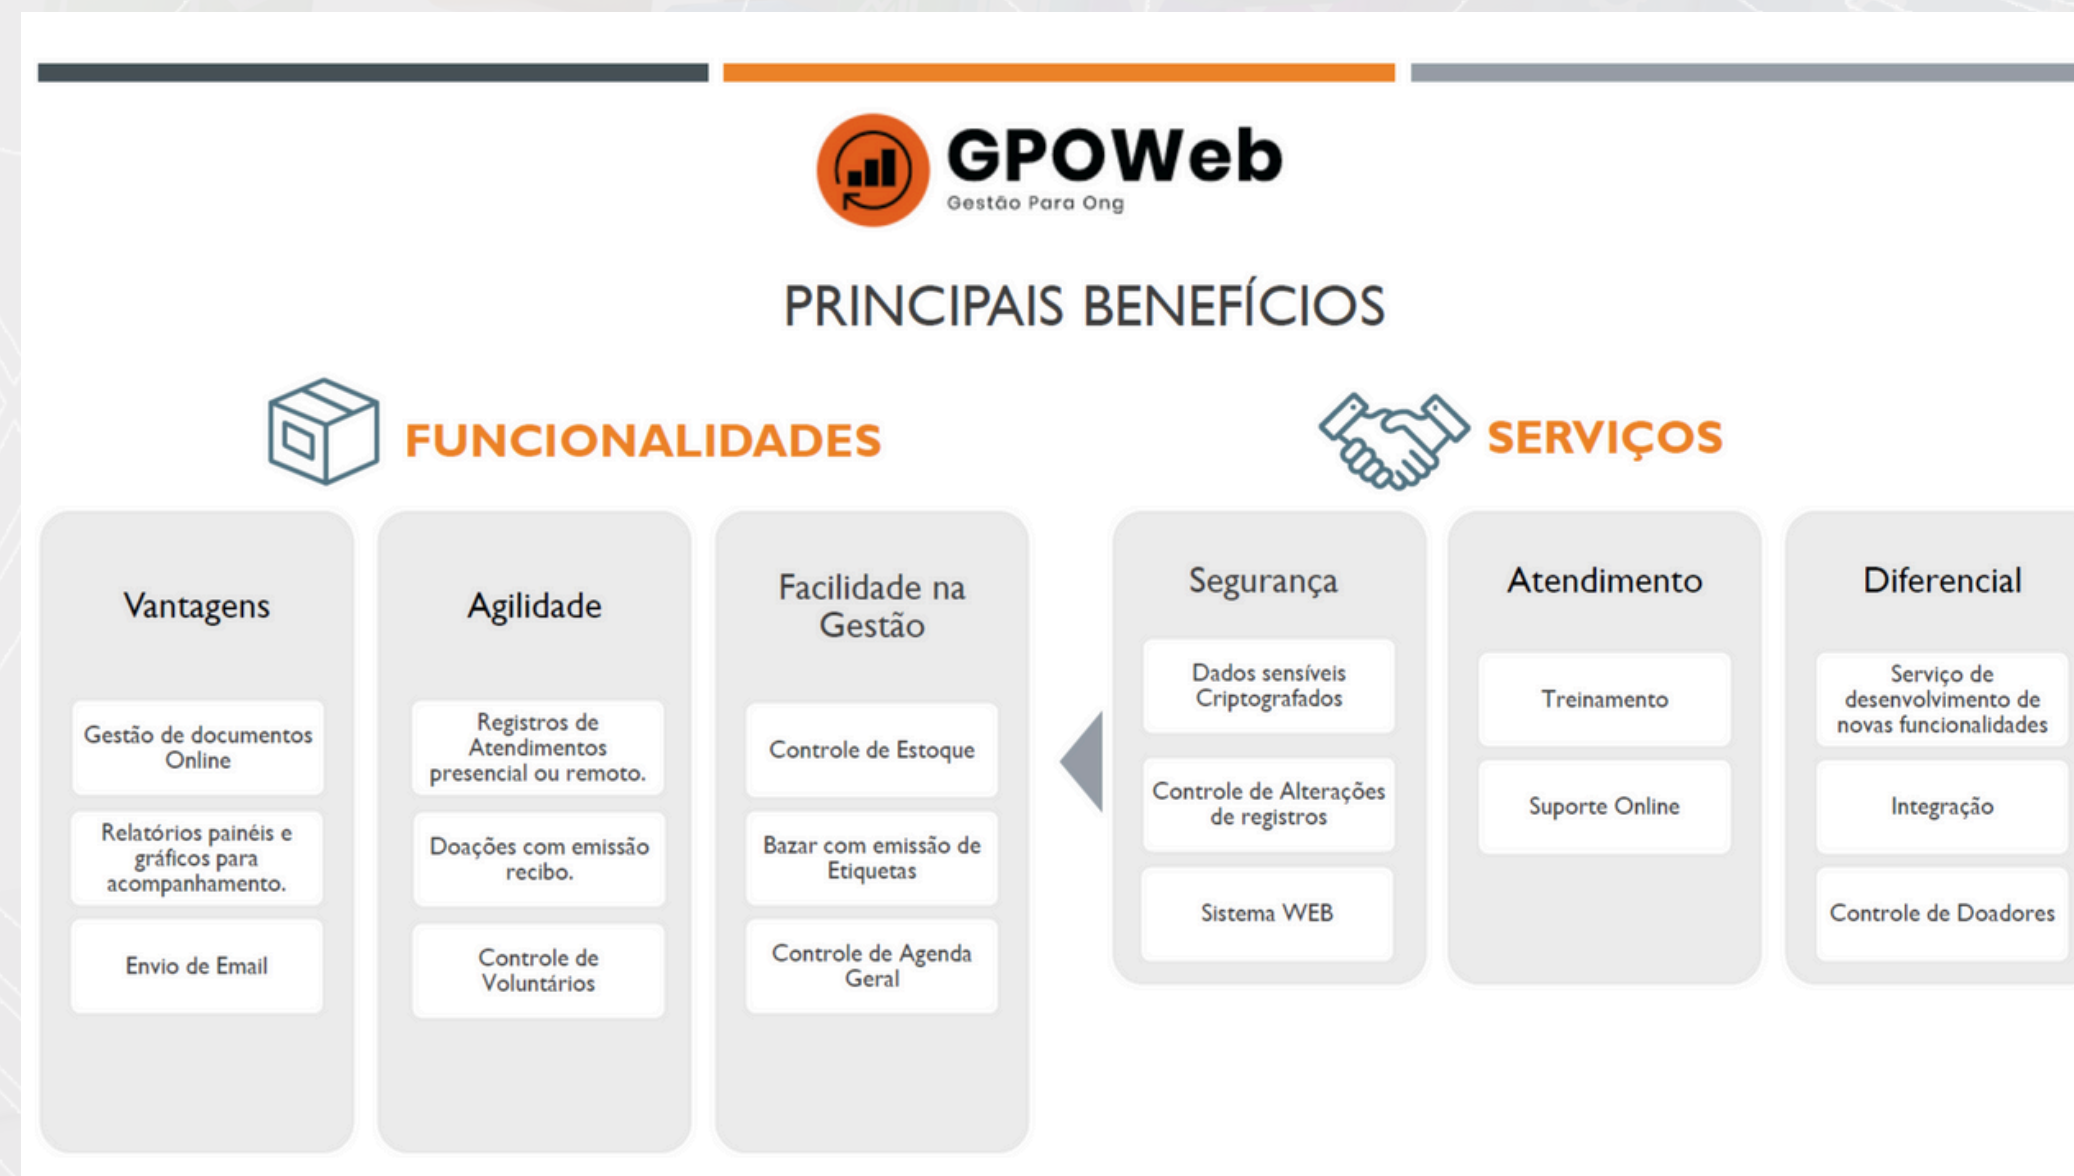 GPOWeb
Gestão Para Ong
PRINCIPAIS BENEFÍCIOS
FUNCIONALIDADES
Vantagens
Gestão de documentos
Online
Relatórios painéis e
gráficos para
acompanhamento.
Envio de Email
Agilidade
Registros de
Atendimentos
presencial ou remoto.
Doações com emissão
recibo.
Controle de
Voluntários
Facilidade na
Gestão
Controle de Estoque
Bazar com emissão de
Etiquetas
Controle de Agenda
Geral
SERVIÇOS
Segurança
Dados sensíveis
Criptografados
Controle de Alterações
de registros
Sistema WEB
Atendimento
Treinamento
Suporte Online
Diferencial
Serviço de
desenvolvimento de
novas funcionalidades
Integração
Controle de Doadores